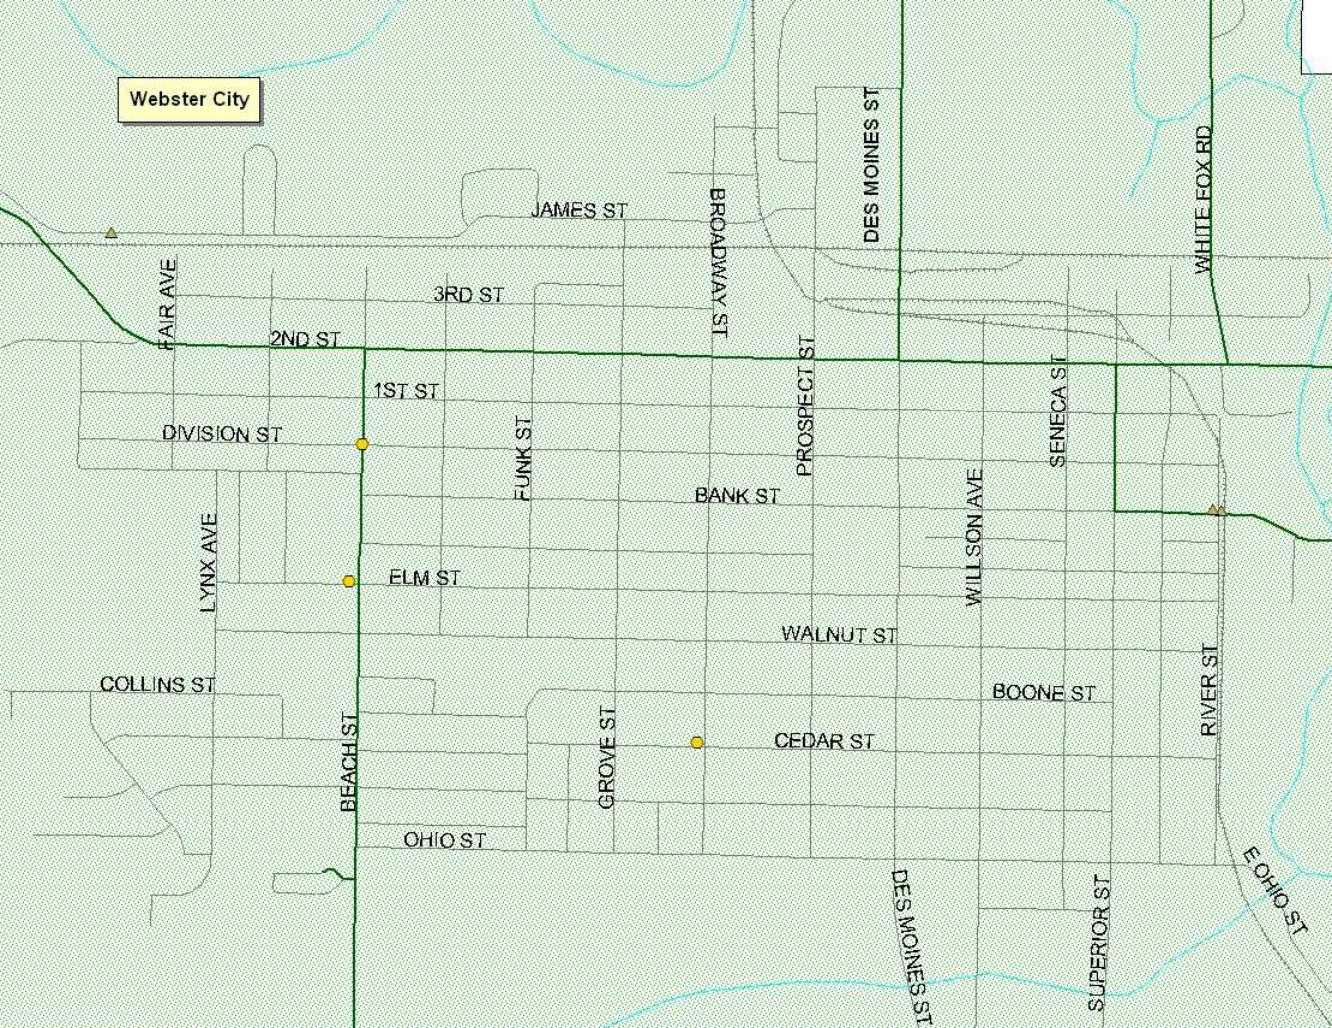 Webster City
DES MOINES ST
WHITE FOX RD
JAMES ST
BROADWAY ST
FAIR AVE
3RD ST
2ND ST
1ST ST
PROSPECT ST
SENECA ST
DIVISION ST
FUNK ST
BANK ST
WILLSON AVE
LYNX AVE
ELM ST
WALNUT ST
COLLINS ST
BOONE ST
RIVER ST
BEACH ST
GROVE ST
CEDAR ST
OHIO ST
E OHIO ST
DES MOINES ST
SUPERIOR ST